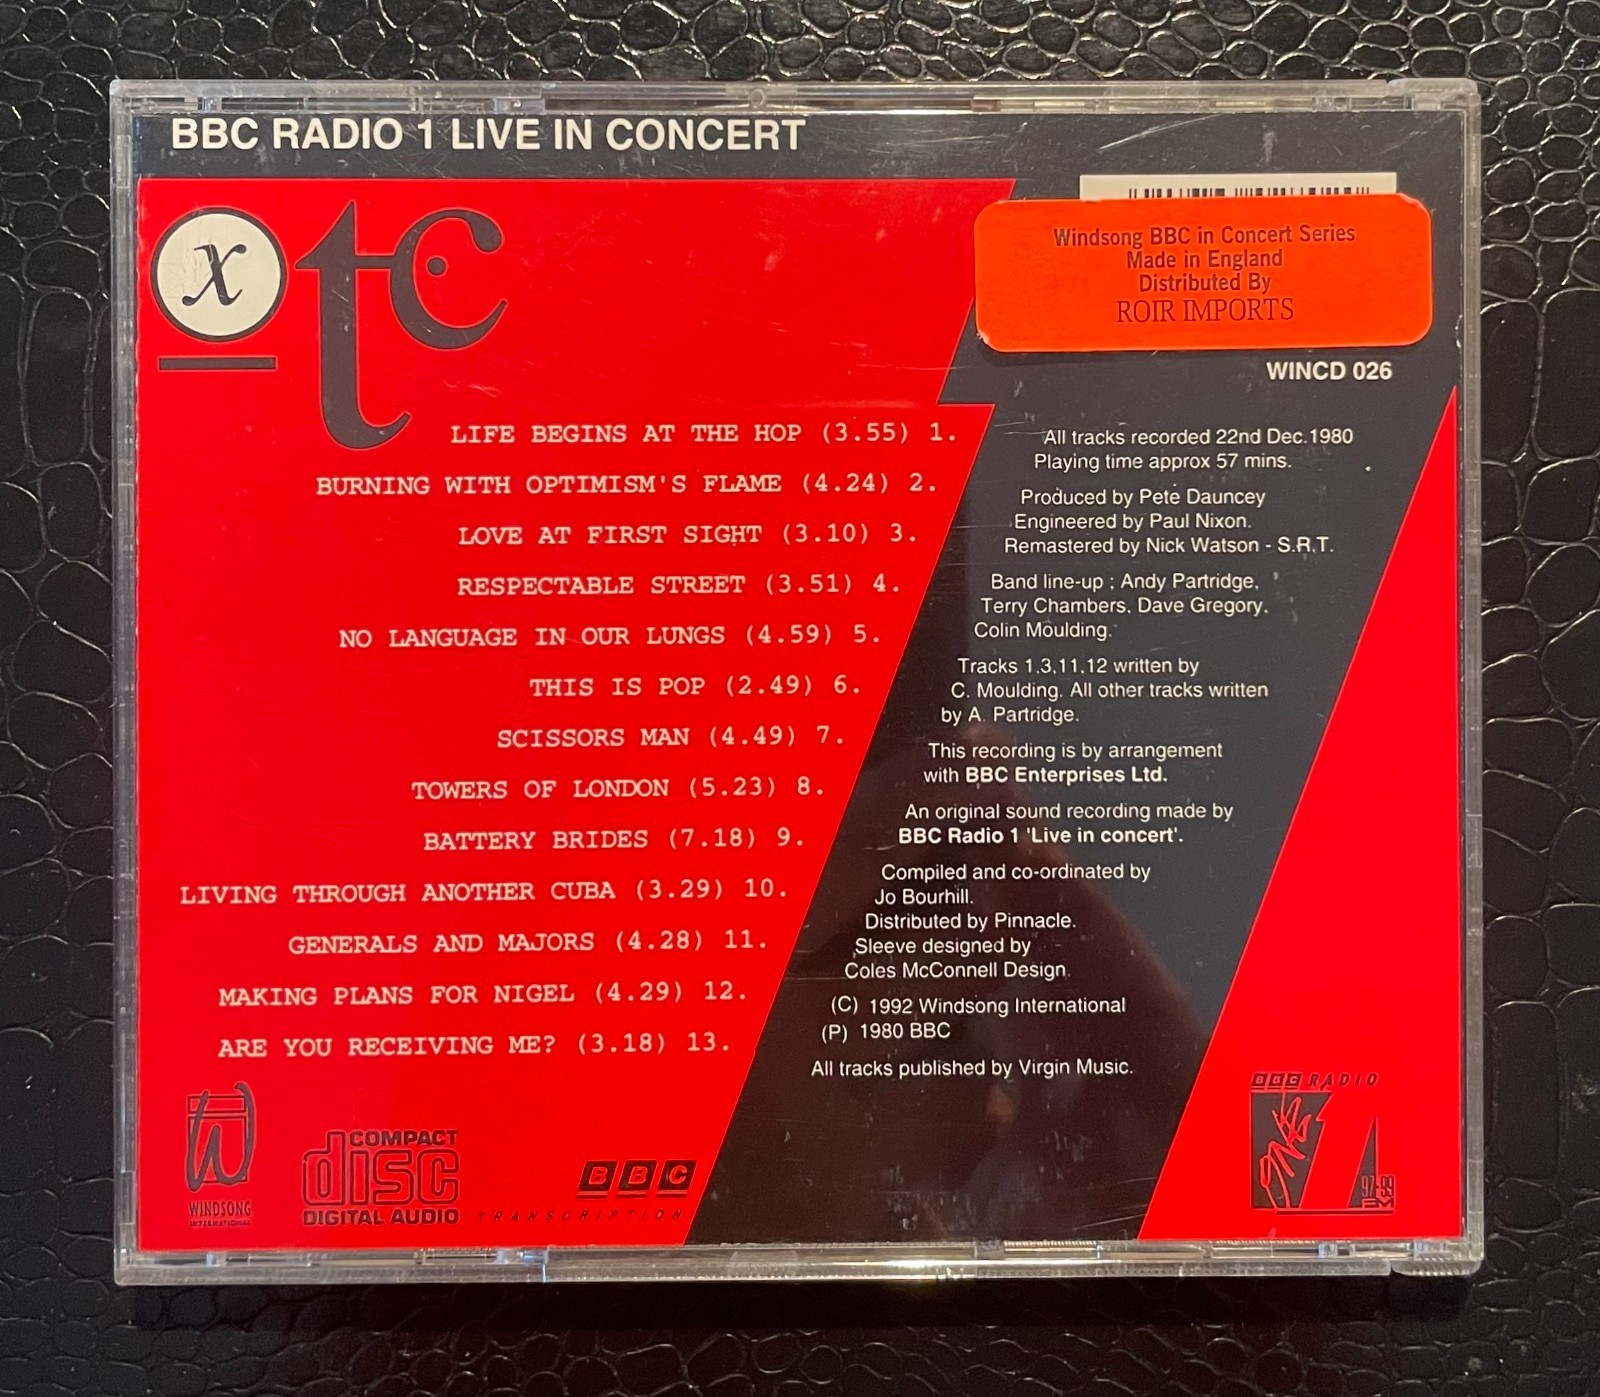 BBC RADIO 1 LIVE IN CONCERT
xtc
Windsong BBC in Concert Series
Made in England
Distributed By
ROIR IMPORTS
WINCD 026
LIFE BEGINS AT THE HOP (3.55) 1.
BURNING WITH OPTIMISM'S FLAME (4.24) 2.
LOVE AT FIRST SIGHT (3.10) 3.
RESPECTABLE STREET (3.51) 4.
NO LANGUAGE IN OUR LUNGS (4.59) 5.
THIS IS POP (2.49) 6.
SCISSORS MAN (4.49) 7.
TOWERS OF LONDON (5.23) 8.
BATTERY BRIDES (7.18) 9.
LIVING THROUGH ANOTHER CUBA (3.29) 10.
GENERALS AND MAJORS (4.28) 11.
MAKING PLANS FOR NIGEL (4.29) 12.
ARE YOU RECEIVING ME? (3.18) 13.
All tracks recorded 22nd Dec.1980
Playing time approx 57 mins.
Produced by Pete Dauncey
Engineered by Paul Nixon.
Remastered by Nick Watson - S.R.T.
Band line-up ; Andy Partridge,
Terry Chambers, Dave Gregory,
Colin Moulding.
Tracks 1,3,11,12 written by
C. Moulding. All other tracks written
by A. Partridge.
This recording is by arrangement
with BBC Enterprises Ltd.
An original sound recording made by
BBC Radio 1 'Live in concert'.
Compiled and co-ordinated by
Jo Bourhill.
Distributed by Pinnacle.
Sleeve designed by
Coles McConnell Design.
(C) 1992 Windsong International
(P) 1980 BBC
All tracks published by Virgin Music.
WINDSONG
INTERNATIONAL
COMPACT
disc
DIGITAL AUDIO
BBC
TRANSCRIPTION
BBC RADIO
ONE
1
97-99
FM